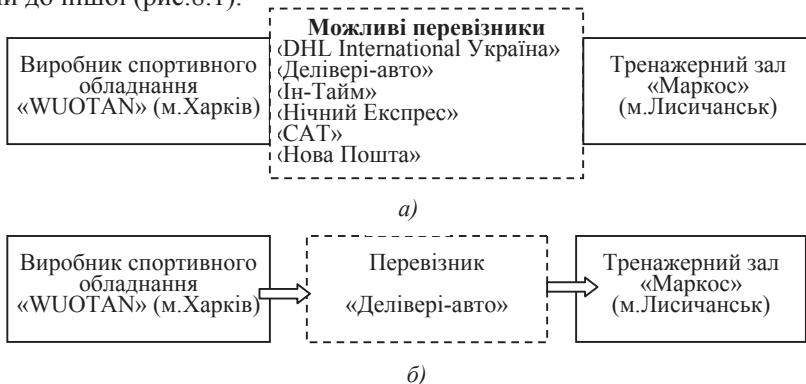 до іншої (рис.8.1).
Можливі перевізники
‹DHL International Україна»
‹Делівері-авто»
‹Ін-Тайм»
‹Нічний Експрес»
‹САТ»
‹Нова Пошта»
Виробник спортивного
обладнання
«WUOTAN» (м.Харків)
Тренажерний зал
«Маркос»
(м.Лисичанськ)
а)
Виробник спортивного
обладнання
«WUOTAN» (м.Харків)
Перевізник
«Делівері-авто»
Тренажерний зал
«Маркос»
(м.Лисичанськ)
б)